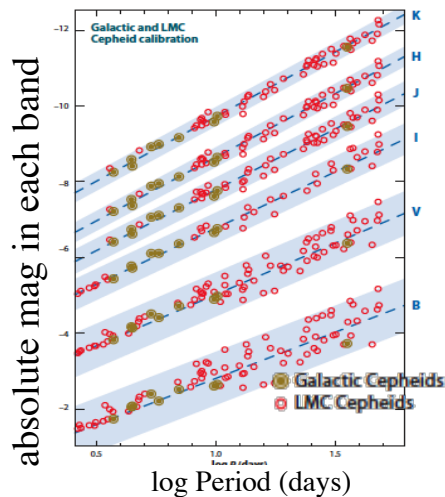 Galactic and LMC
Cepheid calibration
absolute mag in each band
−12
−10
−8
−6
−4
−2
K
H
J
I
V
B
Galactic Cepheids
LMC Cepheids
0.5
1.0
1.5
log Period (days)